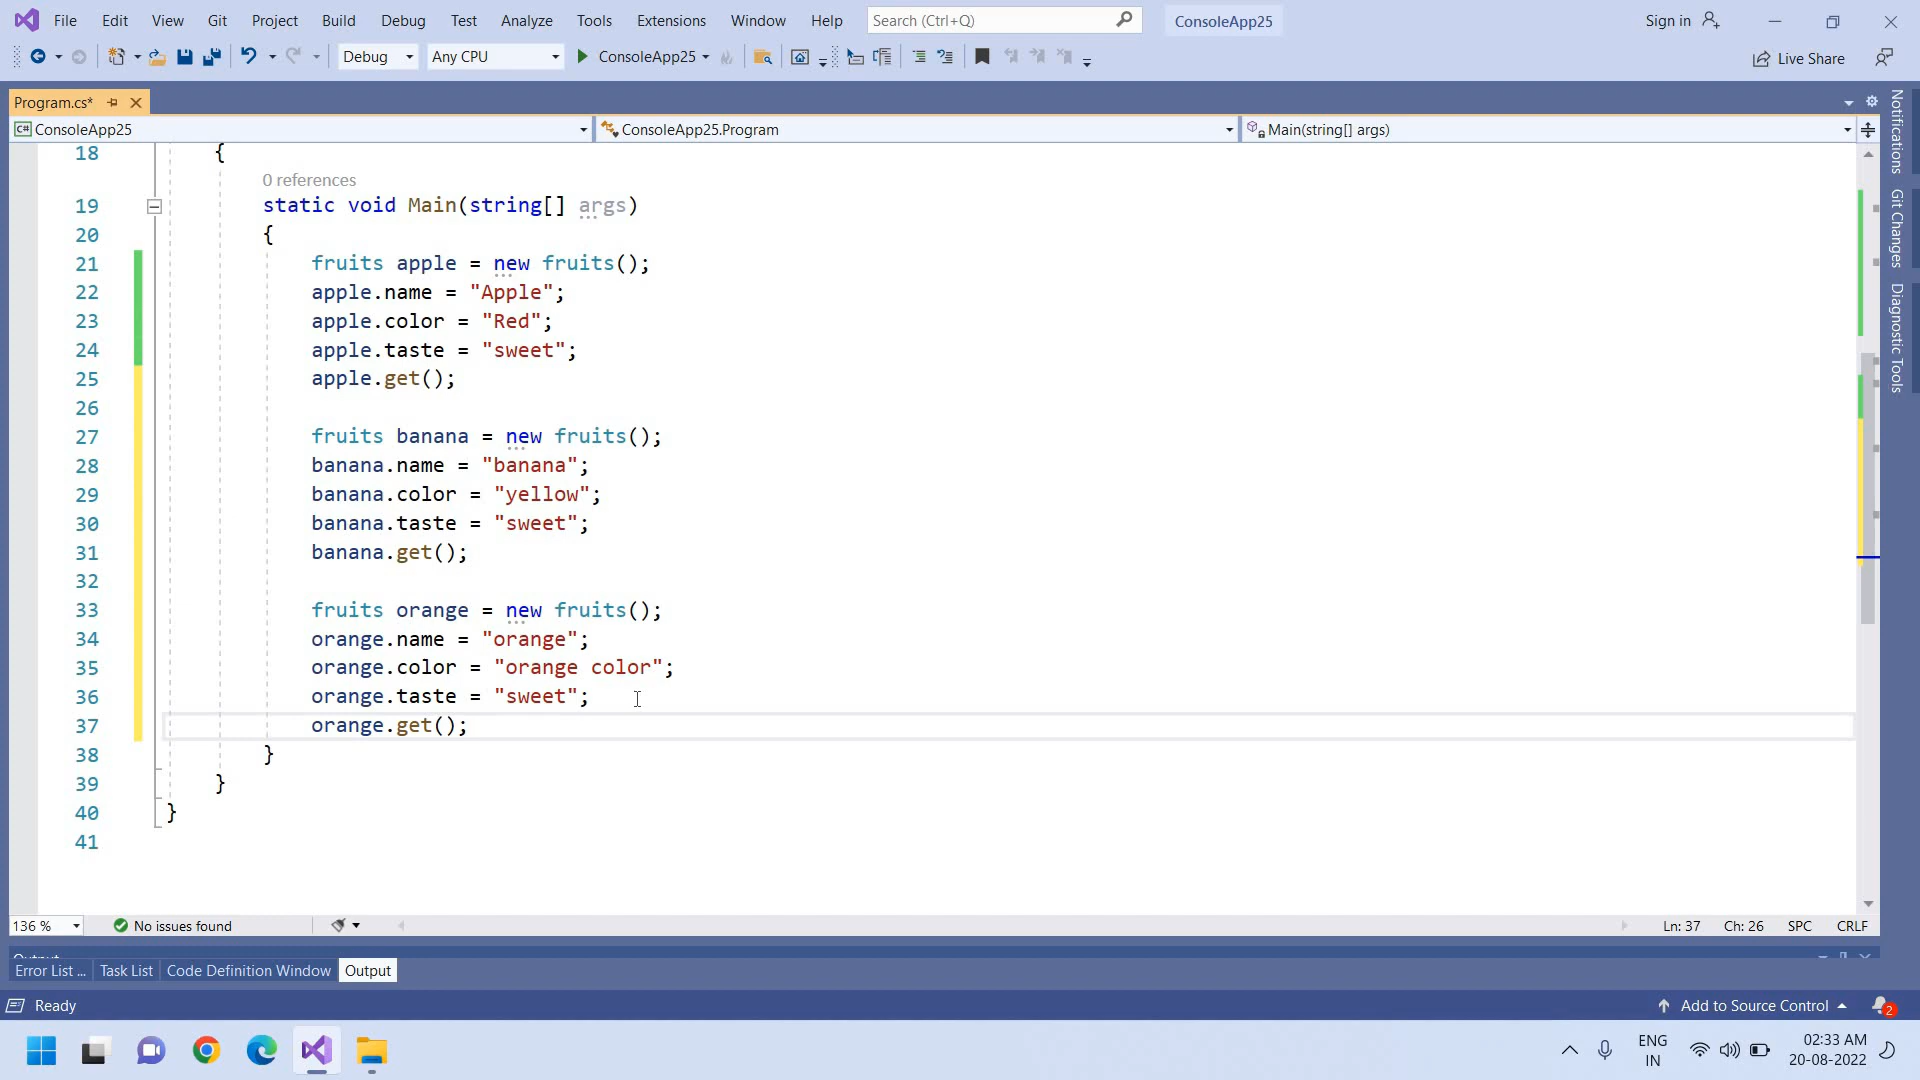 File Edit View Git Project Build Debug Test Analyze Tools Extensions Window Help Search (Ctrl+Q) ConsoleApp25 Sign in
Debug Any CPU ConsoleApp25 Live Share
Program.cs*
C# ConsoleApp25 ConsoleApp25.Program Main(string[] args)
Notifications
Git Changes
Diagnostic Tools
18 {
0 references
19 static void Main(string[] args)
20 {
21 fruits apple = new fruits();
22 apple.name = "Apple";
23 apple.color = "Red";
24 apple.taste = "sweet";
25 apple.get();
26
27 fruits banana = new fruits();
28 banana.name = "banana";
29 banana.color = "yellow";
30 banana.taste = "sweet";
31 banana.get();
32
33 fruits orange = new fruits();
34 orange.name = "orange";
35 orange.color = "orange color";
36 orange.taste = "sweet";
37 orange.get();
38 }
39 }
40 }
41
136 % No issues found Ln: 37 Ch: 26 SPC CRLF
Output
Error List ... Task List Code Definition Window Output
Ready Add to Source Control 2
ENG 02:33 AM
IN 20-08-2022